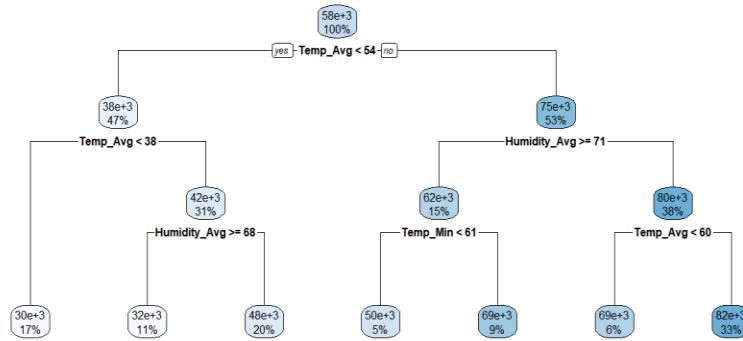 58e+3
100%
yes Temp_Avg < 54 no
38e+3
47%
75e+3
53%
Temp_Avg < 38
Humidity_Avg >= 71
42e+3
31%
62e+3
15%
80e+3
38%
Humidity_Avg >= 68
Temp_Min < 61
Temp_Avg < 60
30e+3
17%
32e+3
11%
48e+3
20%
50e+3
5%
69e+3
9%
69e+3
6%
82e+3
33%